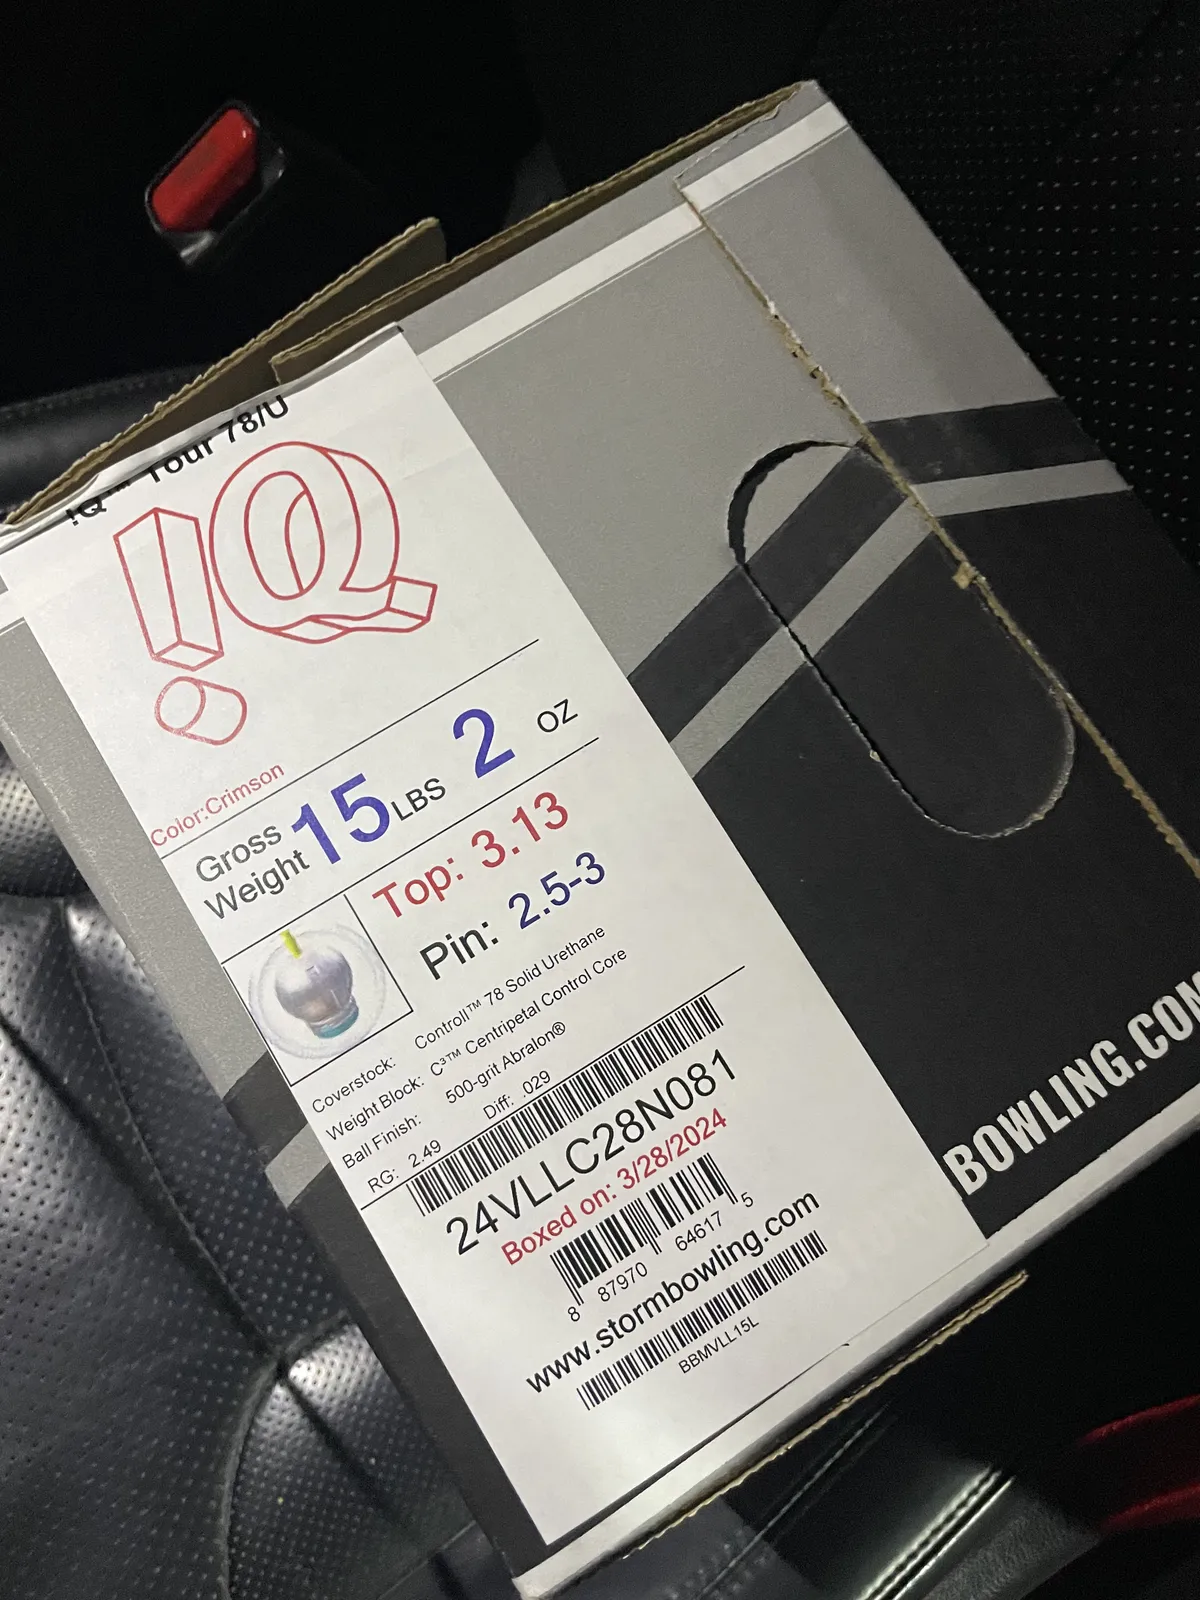 !Q™ Tour 78/U
!Q
Color:Crimson
Gross Weight 15 LBS 2 OZ
Top: 3.13
Pin: 2.5-3
Coverstock: Controll™ 78 Solid Urethane
Weight Block: C³™ Centripetal Control Core
Ball Finish: 500-grit Abralon®
RG: 2.49 Diff: .029
24VLLC28N081
Boxed on: 3/28/2024
8 87970 64617 5
www.stormbowling.com
BBMVLL15L
BOWLING.COM